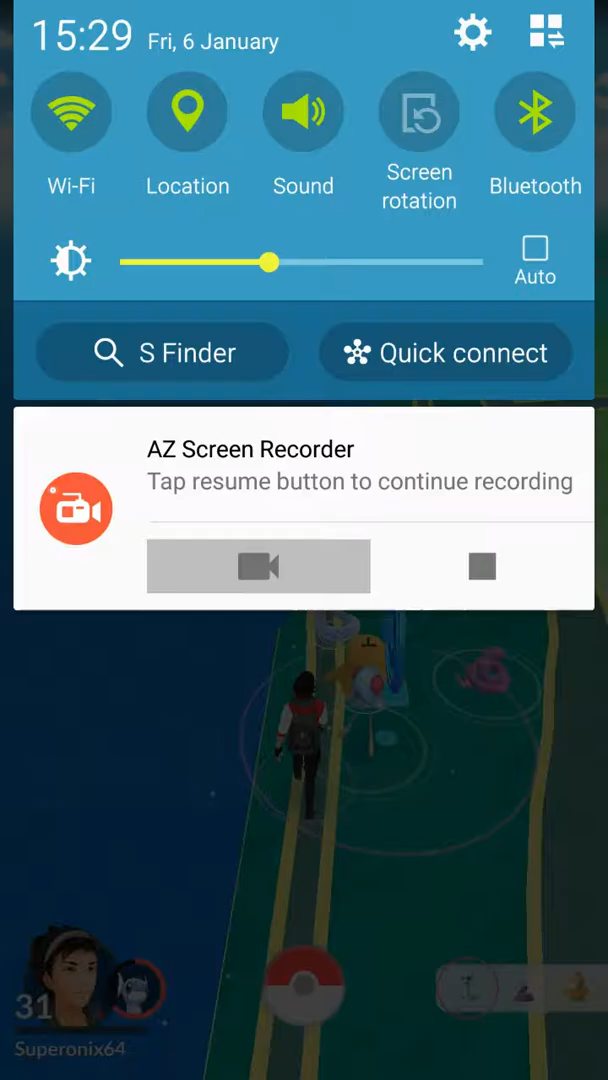 15:29 Fri, 6 January
Wi-Fi
Location
Sound
Screen
rotation
Bluetooth
Auto
S Finder
Quick connect
AZ Screen Recorder
Tap resume button to continue recording
31
Superonix64